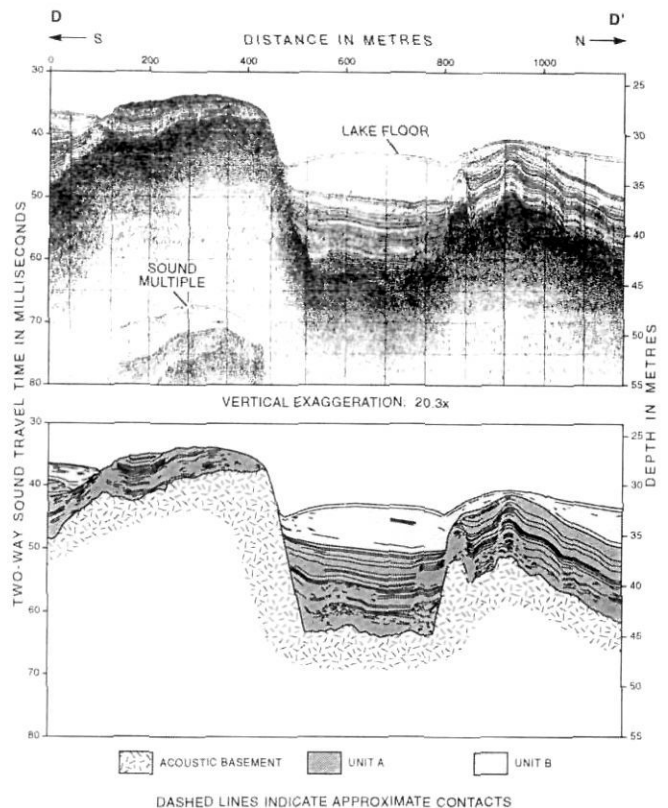 D D'
S DISTANCE IN METRES N
0 200 400 600 800 1000
30 40 50 60 70 80
25 30 35 40 45 50 55
LAKE FLOOR
SOUND
MULTIPLE
VERTICAL EXAGGERATION: 20.3x
TWO-WAY SOUND TRAVEL TIME IN MILLISECONDS
DEPTH IN METRES
30 40 50 60 70 80
25 30 35 40 45 50 55
ACOUSTIC BASEMENT UNIT A UNIT B
DASHED LINES INDICATE APPROXIMATE CONTACTS